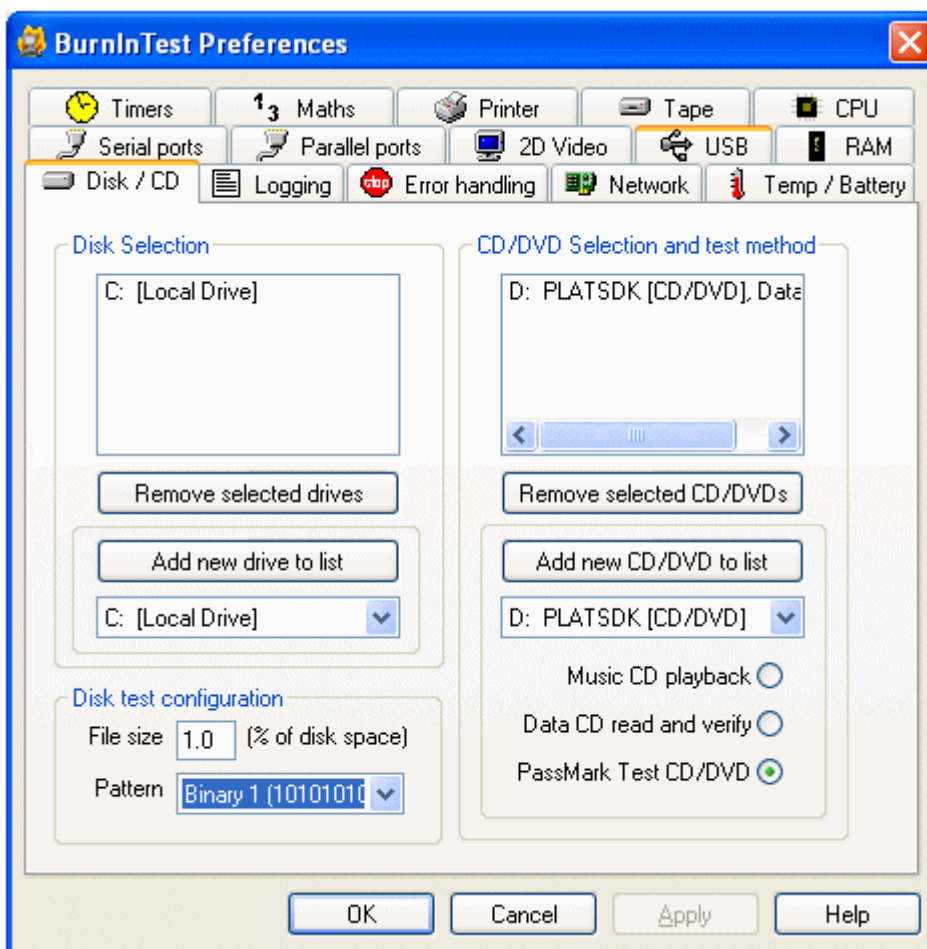 BurnInTest Preferences
Timers
Maths
Printer
Tape
CPU
Serial ports
Parallel ports
2D Video
USB
RAM
Disk / CD
Logging
Error handling
Network
Temp / Battery
Disk Selection
C: [Local Drive]
Remove selected drives
Add new drive to list
C: [Local Drive]
Disk test configuration
File size 1.0 (% of disk space)
Pattern Binary 1 (10101010
CD/DVD Selection and test method
D: PLATSDK [CD/DVD], Data
Remove selected CD/DVDs
Add new CD/DVD to list
D: PLATSDK [CD/DVD]
Music CD playback
Data CD read and verify
PassMark Test CD/DVD
OK
Cancel
Apply
Help